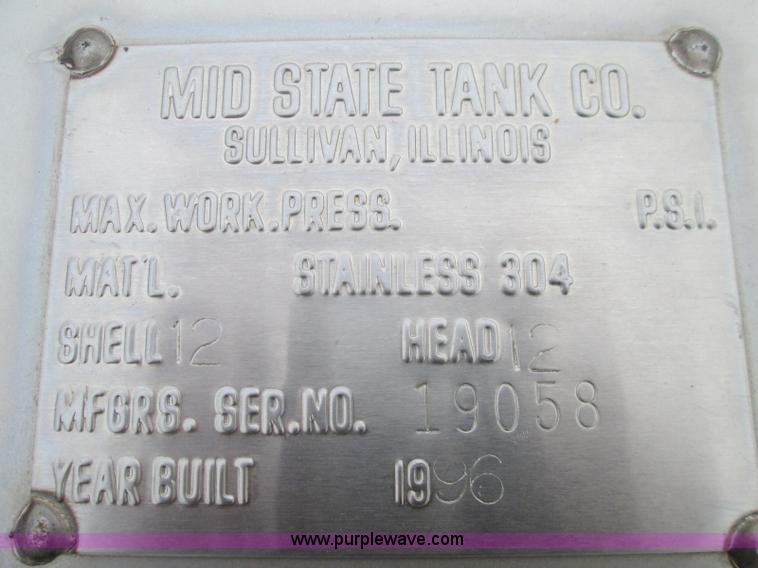 MID STATE TANK CO.
SULLIVAN, ILLINOIS
MAX. WORK. PRESS. P.S.I.
MAT'L. STAINLESS 304
SHELL 12 HEAD 12
MFGRS. SER. NO. 19058
YEAR BUILT 1996
www.purplewave.com